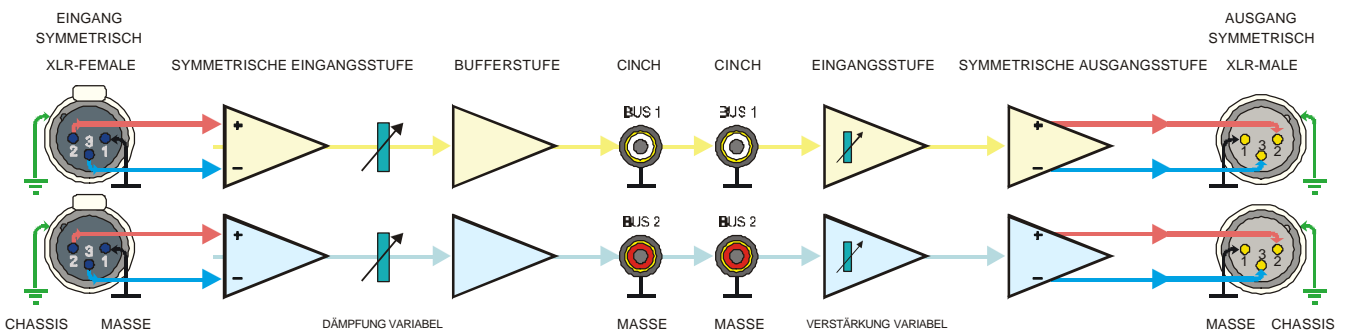 EINGANG
SYMMETRISCH
AUSGANG
SYMMETRISCH
XLR-FEMALE SYMMETRISCHE EINGANGSSTUFE BUFFERSTUFE CINCH CINCH EINGANGSSTUFE SYMMETRISCHE AUSGANGSSTUFE XLR-MALE
BUS 1 BUS 1
+ +
2 3 1 1 3 2
− −
BUS 2 BUS 2
+ +
2 3 1 1 3 2
− −
CHASSIS MASSE DÄMPFUNG VARIABEL MASSE MASSE VERSTÄRKUNG VARIABEL MASSE CHASSIS